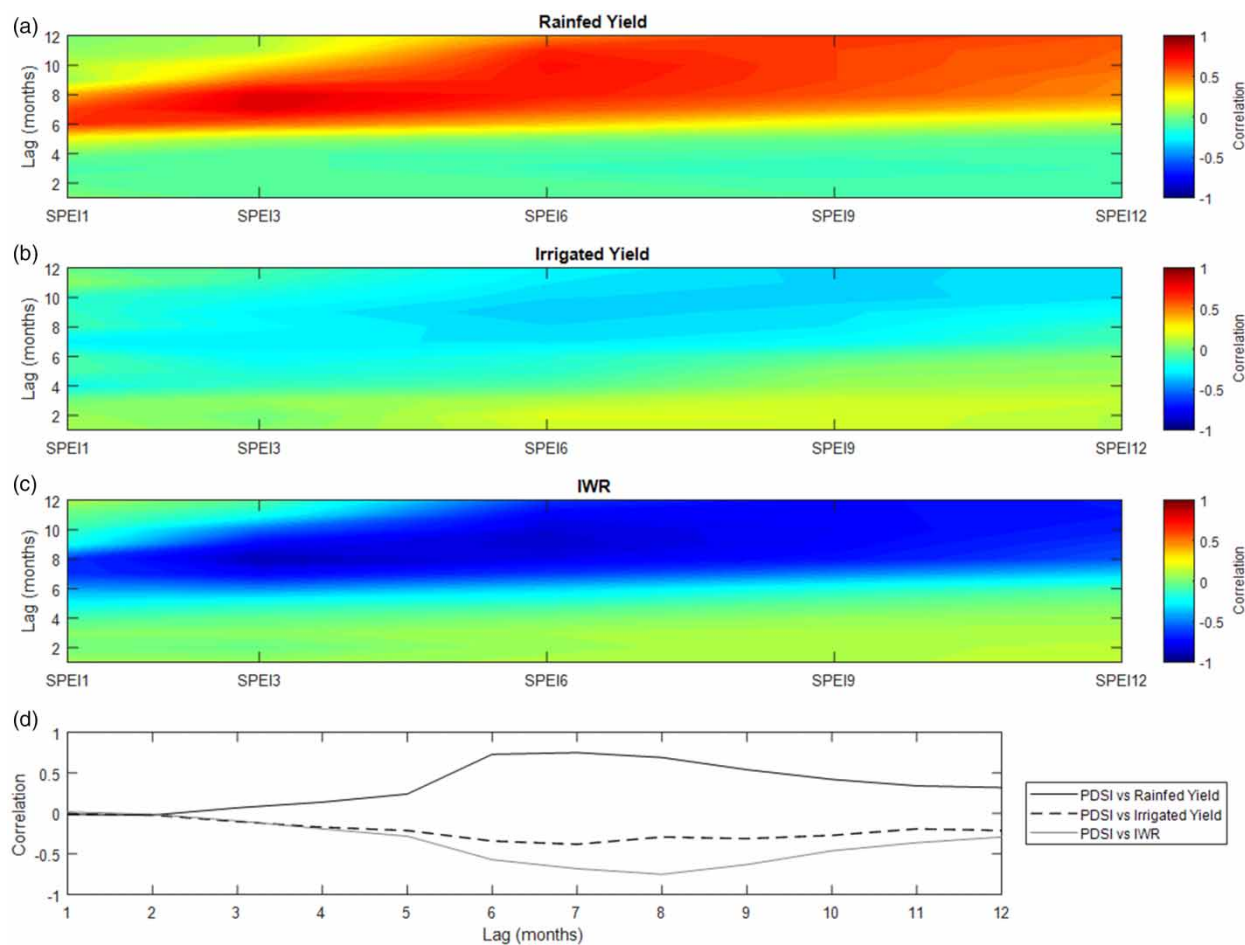 (a)
Rainfed Yield
12
10
8
6
4
2
Lag (months)
SPEI1 SPEI3 SPEI6 SPEI9 SPEI12
1
0.5
0
-0.5
-1
Correlation
(b)
Irrigated Yield
12
10
8
6
4
2
Lag (months)
SPEI1 SPEI3 SPEI6 SPEI9 SPEI12
1
0.5
0
-0.5
-1
Correlation
(c)
IWR
12
10
8
6
4
2
Lag (months)
SPEI1 SPEI3 SPEI6 SPEI9 SPEI12
1
0.5
0
-0.5
-1
Correlation
(d)
1
0.5
0
-0.5
-1
Correlation
1 2 3 4 5 6 7 8 9 10 11 12
Lag (months)
PDSI vs Rainfed Yield
PDSI vs Irrigated Yield
PDSI vs IWR